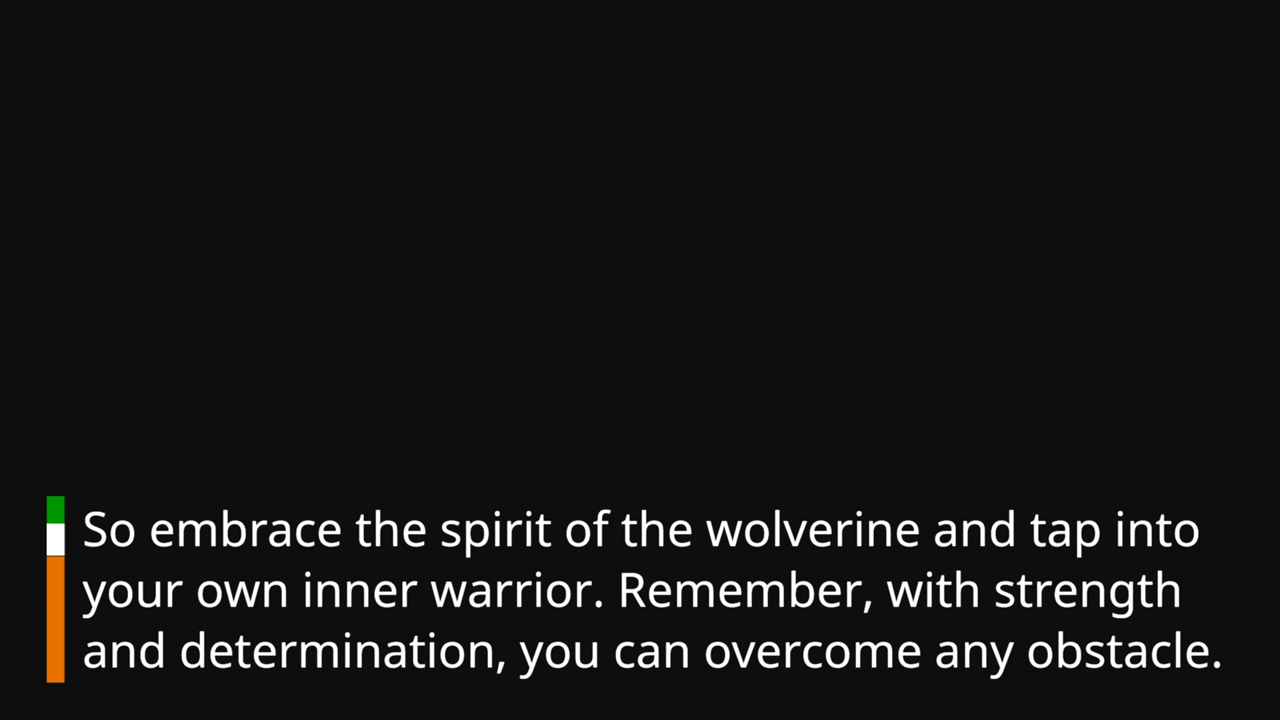 So embrace the spirit of the wolverine and tap into
your own inner warrior. Remember, with strength
and determination, you can overcome any obstacle.